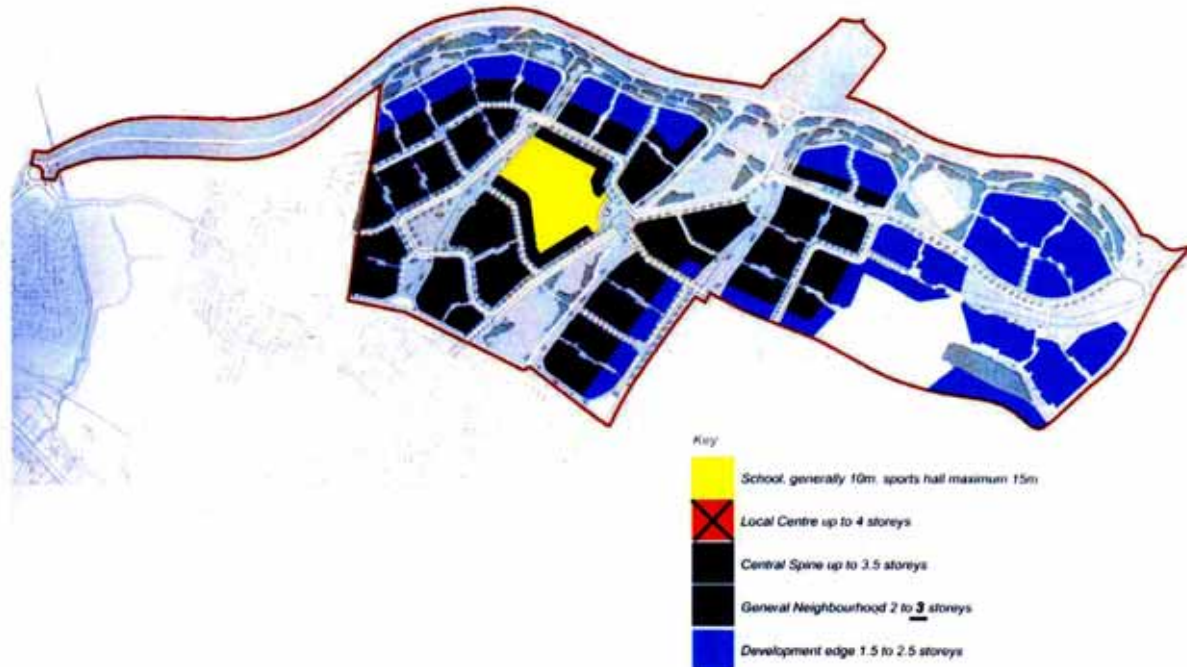 Key
School, generally 10m, sports hall maximum 15m
Local Centre up to 4 storeys
Central Spine up to 3.5 storeys
General Neighbourhood 2 to 3 storeys
Development edge 1.5 to 2.5 storeys